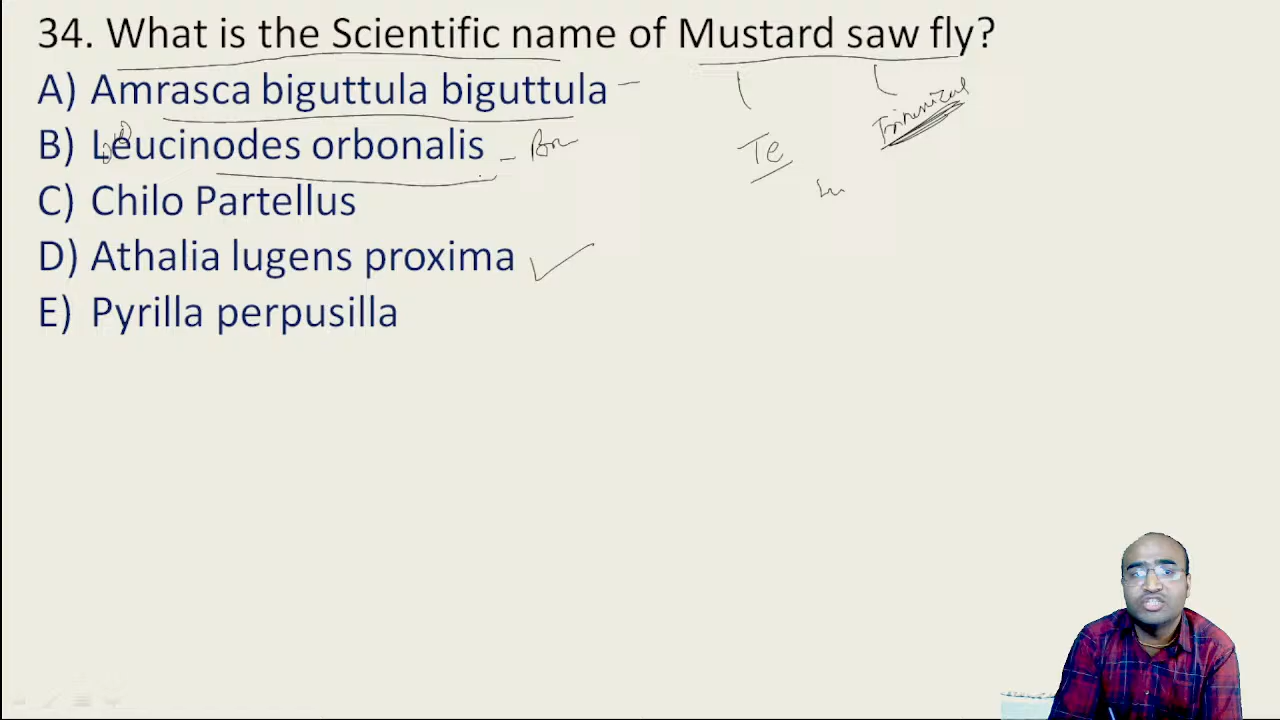 34. What is the Scientific name of Mustard saw fly?
A) Amrasca biguttula biguttula
B) Leucinodes orbonalis
C) Chilo Partellus
D) Athalia lugens proxima
E) Pyrilla perpusilla
Te